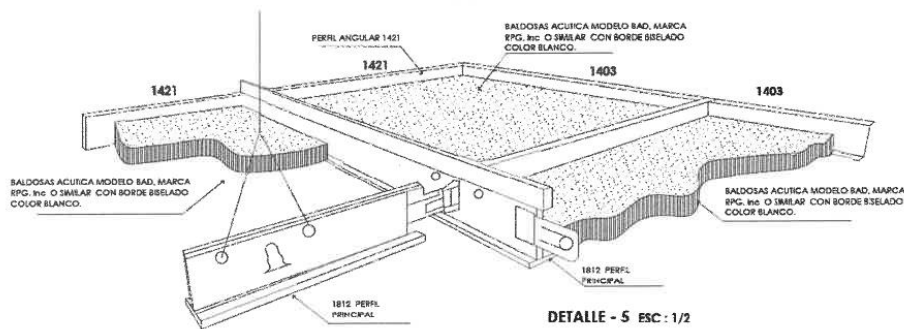 PERFIL ANGULAR 1421
BALDOSAS ACUTICA MODELO BAD, MARCA
RPG, Inc O SIMILAR CON BORDE BISELADO
COLOR BLANCO.
1421
1403
1421
1403
BALDOSAS ACUTICA MODELO BAD, MARCA
RPG, Inc O SIMILAR CON BORDE BISELADO
COLOR BLANCO.
BALDOSAS ACUTICA MODELO BAD, MARCA
RPG, Inc O SIMILAR CON BORDE BISELADO
COLOR BLANCO.
1812 PERFIL
PRINCIPAL
1812 PERFIL
PRINCIPAL
DETALLE - 5 ESC : 1/2